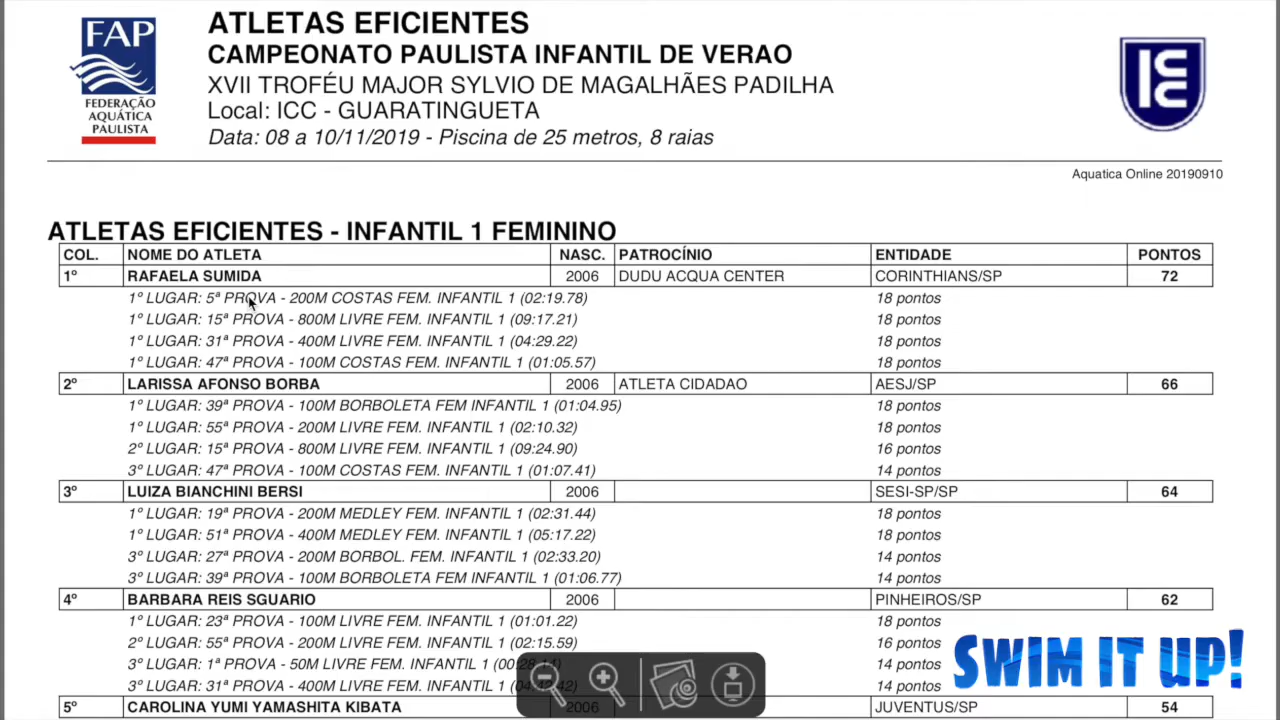 FAP
FEDERAÇÃO
AQUÁTICA
PAULISTA
ATLETAS EFICIENTES
CAMPEONATO PAULISTA INFANTIL DE VERAO
XVII TROFÉU MAJOR SYLVIO DE MAGALHÃES PADILHA
Local: ICC - GUARATINGUETA
Data: 08 a 10/11/2019 - Piscina de 25 metros, 8 raias
Aquatica Online 20190910
ATLETAS EFICIENTES - INFANTIL 1 FEMININO
COL. NOME DO ATLETA NASC. PATROCÍNIO ENTIDADE PONTOS
1º RAFAELA SUMIDA 2006 DUDU ACQUA CENTER CORINTHIANS/SP 72
1º LUGAR: 5ª PROVA - 200M COSTAS FEM. INFANTIL 1 (02:19.78) 18 pontos
1º LUGAR: 15ª PROVA - 800M LIVRE FEM. INFANTIL 1 (09:17.21) 18 pontos
1º LUGAR: 31ª PROVA - 400M LIVRE FEM. INFANTIL 1 (04:29.22) 18 pontos
1º LUGAR: 47ª PROVA - 100M COSTAS FEM. INFANTIL 1 (01:05.57) 18 pontos
2º LARISSA AFONSO BORBA 2006 ATLETA CIDADAO AESJ/SP 66
1º LUGAR: 39ª PROVA - 100M BORBOLETA FEM INFANTIL 1 (01:04.95) 18 pontos
1º LUGAR: 55ª PROVA - 200M LIVRE FEM. INFANTIL 1 (02:10.32) 18 pontos
2º LUGAR: 15ª PROVA - 800M LIVRE FEM. INFANTIL 1 (09:24.90) 16 pontos
3º LUGAR: 47ª PROVA - 100M COSTAS FEM. INFANTIL 1 (01:07.41) 14 pontos
3º LUIZA BIANCHINI BERSI 2006 SESI-SP/SP 64
1º LUGAR: 19ª PROVA - 200M MEDLEY FEM. INFANTIL 1 (02:31.44) 18 pontos
1º LUGAR: 51ª PROVA - 400M MEDLEY FEM. INFANTIL 1 (05:17.22) 18 pontos
3º LUGAR: 27ª PROVA - 200M BORBOL. FEM. INFANTIL 1 (02:33.20) 14 pontos
3º LUGAR: 39ª PROVA - 100M BORBOLETA FEM INFANTIL 1 (01:06.77) 14 pontos
4º BARBARA REIS SGUARIO 2006 PINHEIROS/SP 62
1º LUGAR: 23ª PROVA - 100M LIVRE FEM. INFANTIL 1 (01:01.22) 18 pontos
2º LUGAR: 55ª PROVA - 200M LIVRE FEM. INFANTIL 1 (02:15.59) 16 pontos
3º LUGAR: 1ª PROVA - 50M LIVRE FEM. INFANTIL 1 14 pontos
3º LUGAR: 31ª PROVA - 400M LIVRE FEM. INFANTIL 1 14 pontos
SWIM IT UP!
5º CAROLINA YUMI YAMASHITA KIBATA 2006 JUVENTUS/SP 54